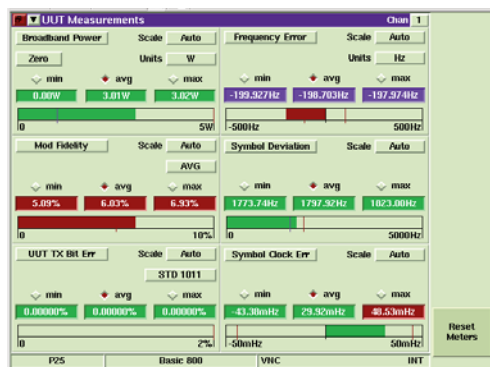 UUT Measurements Chan 1
Broadband Power Scale Auto
Zero Units W
min avg max
0.00W 3.01W 3.02W
0 5W
Frequency Error Scale Auto
Units Hz
min avg max
-199.927Hz -198.703Hz -197.974Hz
-500Hz 500Hz
Mod Fidelity Scale Auto
AVG
min avg max
5.09% 6.03% 6.93%
0 10%
Symbol Deviation Scale Auto
min avg max
1773.74Hz 1797.92Hz 1823.00Hz
0 5000Hz
UUT TX Bit Err Scale Auto
STD 1011
min avg max
0.00000% 0.00000% 0.00000%
0 2%
Symbol Clock Err Scale Auto
min avg max
-43.38mHz 29.92mHz 48.53mHz
-50mHz 50mHz
Reset
Meters
P25 Basic 800 VNC INT